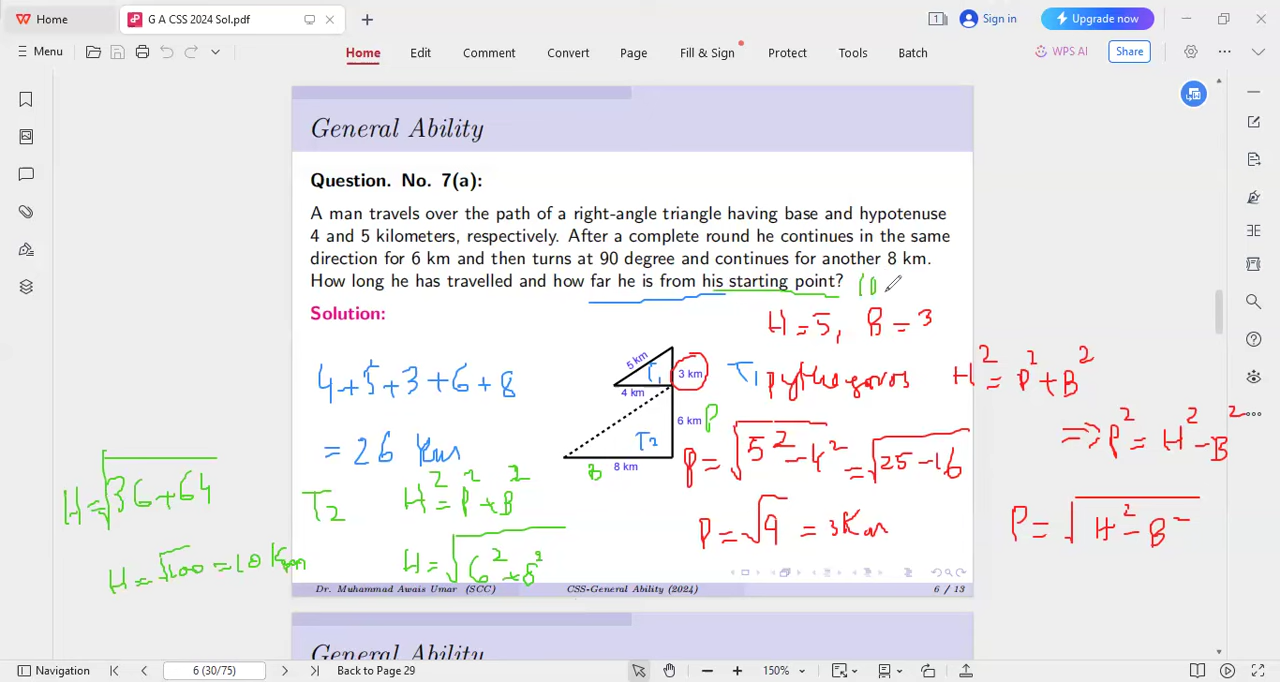 Home
G A CSS 2024 Sol.pdf
Sign in
Upgrade now
Menu
Home Edit Comment Convert Page Fill & Sign Protect Tools Batch
WPS AI
Share
General Ability
Question. No. 7(a):
A man travels over the path of a right-angle triangle having base and hypotenuse
4 and 5 kilometers, respectively. After a complete round he continues in the same
direction for 6 km and then turns at 90 degree and continues for another 8 km.
How long he has travelled and how far he is from his starting point? 10
Solution:
H = 5, B = 3
4+5+3+6+8
5 km
T1
3 km
4 km
T1 pythagoros H² = P² + B²
6 km P
T2
8 km
B
⇒ P² = H² - B²
= 26 Kms
P = √5² - 4² = √25 - 16
H = √36 + 64
T2 H² = P² + B²
P = √9 = 3Km
P = √H² - B²
H = √100 = 10 Km
H = √6² + 8²
Dr. Muhammad Awais Umar (SCC) CSS-General Ability (2024) 6 / 13
General Ability
Navigation
6 (30/75)
Back to Page 29
150%